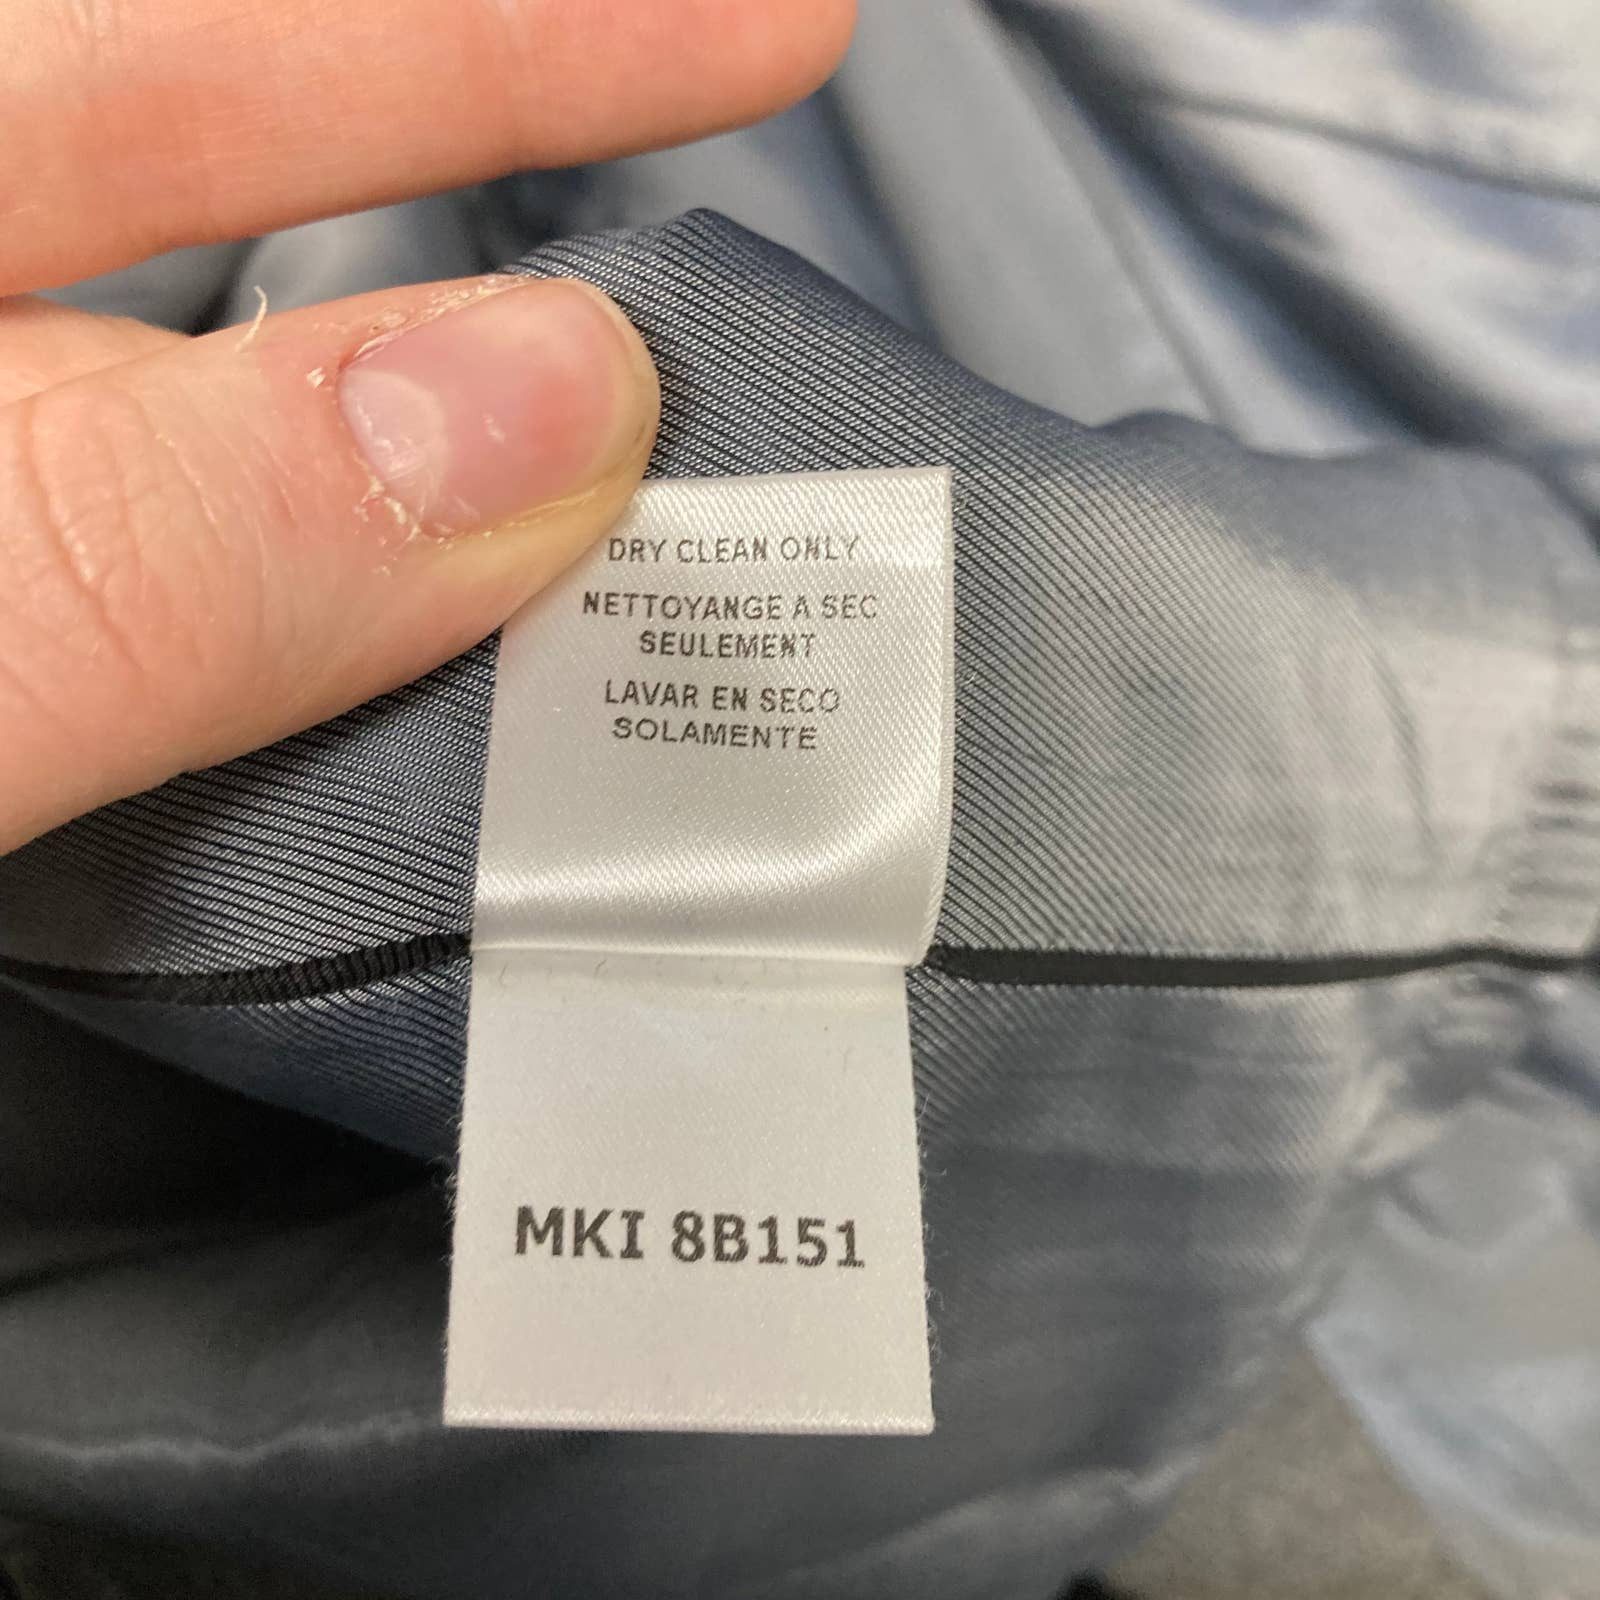 DRY CLEAN ONLY
NETTOYANGE A SEC
SEULEMENT
LAVAR EN SECO
SOLAMENTE
MKI 8B151